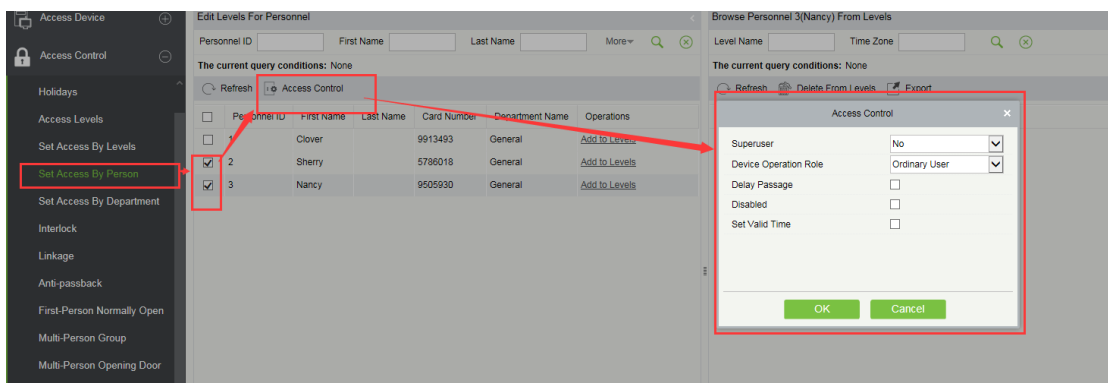 Access Device
Access Control
Holidays
Access Levels
Set Access By Levels
Set Access By Person
Set Access By Department
Interlock
Linkage
Anti-passback
First-Person Normally Open
Multi-Person Group
Multi-Person Opening Door
Edit Levels For Personnel
Personnel ID First Name Last Name More
The current query conditions: None
Refresh Access Control
Personnel ID First Name Last Name Card Number Department Name Operations
1 Clover 9913493 General Add to Levels
2 Sherry 5786018 General Add to Levels
3 Nancy 9505930 General Add to Levels
Browse Personnel 3(Nancy) From Levels
Level Name Time Zone
The current query conditions: None
Refresh Delete From Levels Export
Access Control
Superuser No
Device Operation Role Ordinary User
Delay Passage
Disabled
Set Valid Time
OK Cancel